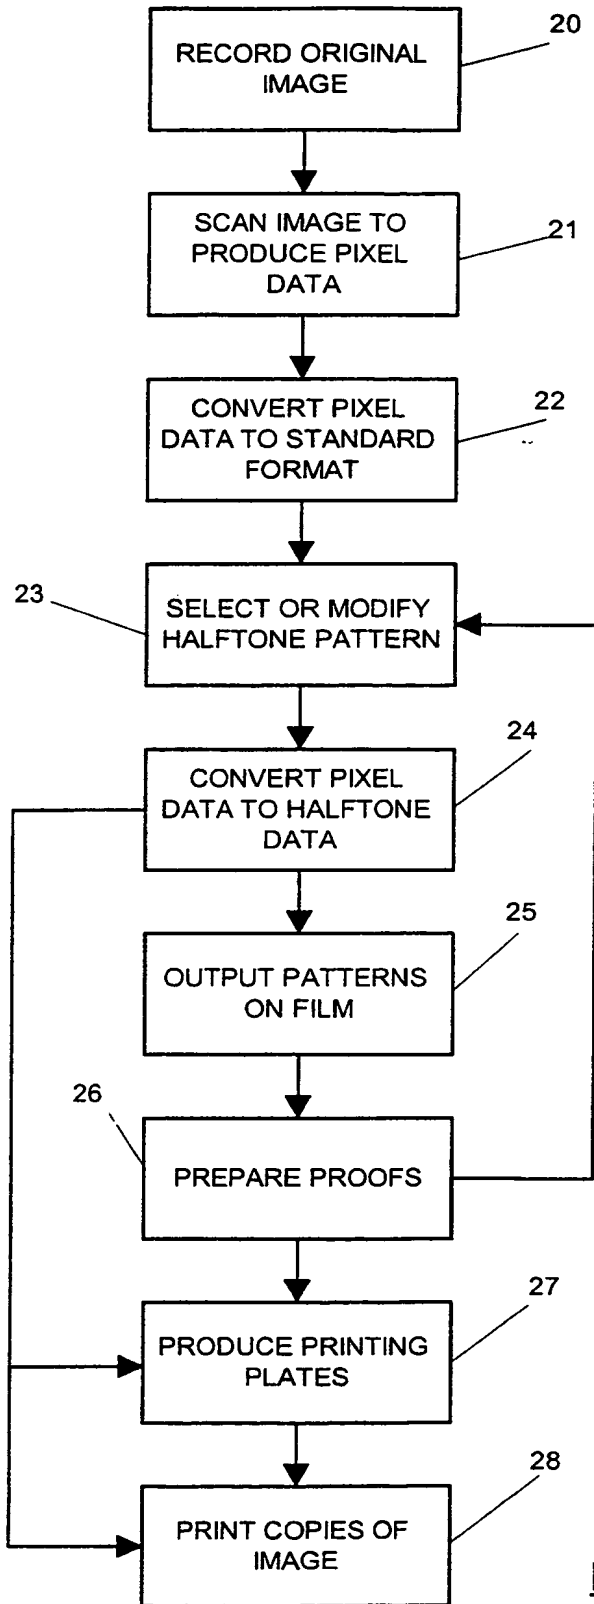 20
RECORD ORIGINAL
IMAGE
21
SCAN IMAGE TO
PRODUCE PIXEL
DATA
22
CONVERT PIXEL
DATA TO STANDARD
FORMAT
23
SELECT OR MODIFY
HALFTONE PATTERN
24
CONVERT PIXEL
DATA TO HALFTONE
DATA
25
OUTPUT PATTERNS
ON FILM
26
PREPARE PROOFS
27
PRODUCE PRINTING
PLATES
28
PRINT COPIES OF
IMAGE